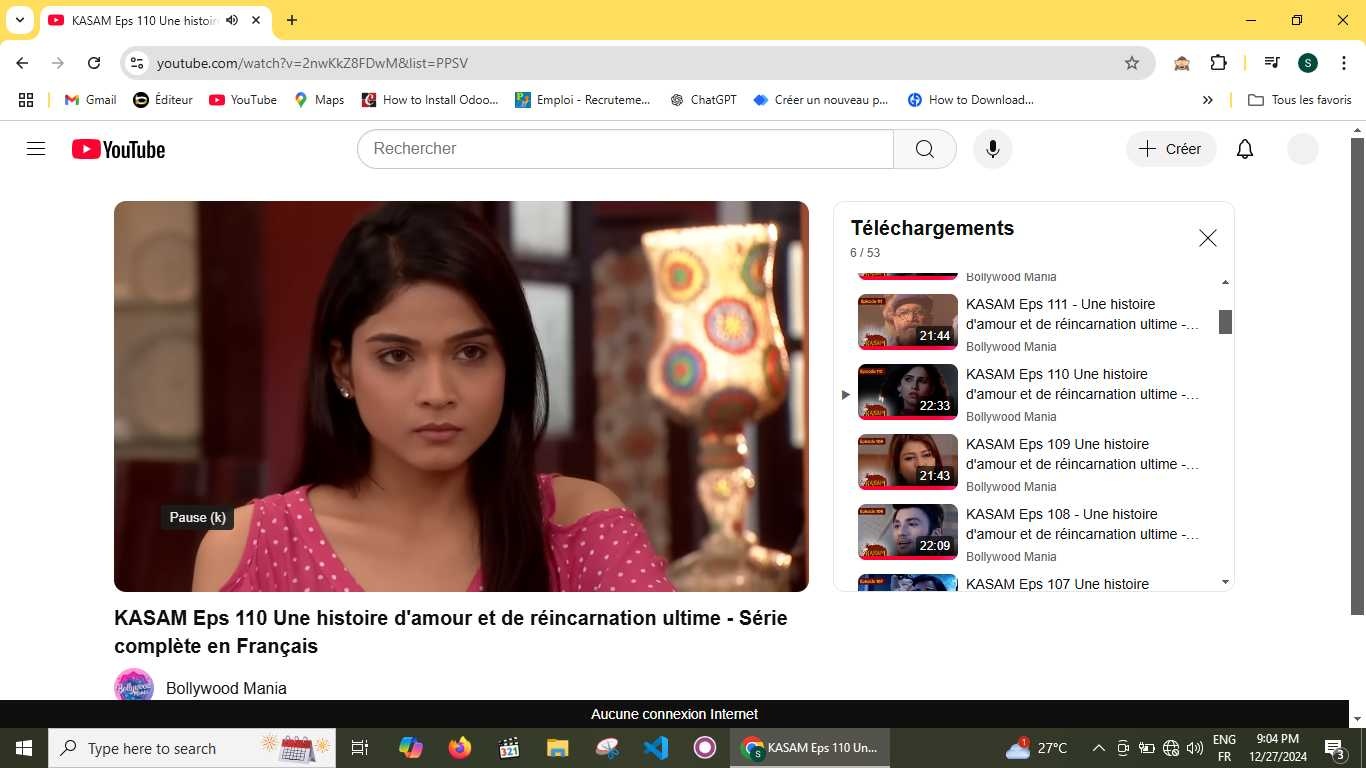 KASAM Eps 110 Une histoir
youtube.com/watch?v=2nwKkZ8FDwM&list=PPSV
S
Gmail
Éditeur
YouTube
Maps
How to Install Odoo...
Emploi - Recruteme...
ChatGPT
Créer un nouveau p...
How to Download...
Tous les favoris
YouTube
Rechercher
Créer
Téléchargements
6 / 53
Bollywood Mania
21:44
KASAM Eps 111 - Une histoire
d'amour et de réincarnation ultime -...
Bollywood Mania
22:33
KASAM Eps 110 Une histoire
d'amour et de réincarnation ultime -...
Bollywood Mania
21:43
KASAM Eps 109 Une histoire
d'amour et de réincarnation ultime -...
Bollywood Mania
22:09
KASAM Eps 108 - Une histoire
d'amour et de réincarnation ultime -...
Bollywood Mania
KASAM Eps 107 Une histoire
Pause (k)
KASAM Eps 110 Une histoire d'amour et de réincarnation ultime - Série
complète en Français
Bollywood Mania
Aucune connexion Internet
Type here to search
KASAM Eps 110 Un...
27°C
ENG
FR
9:04 PM
12/27/2024
3